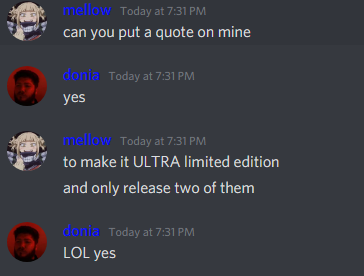 mellow Today at 7:31 PM
can you put a quote on mine
donia Today at 7:31 PM
yes
mellow Today at 7:31 PM
to make it ULTRA limited edition
and only release two of them
donia Today at 7:31 PM
LOL yes